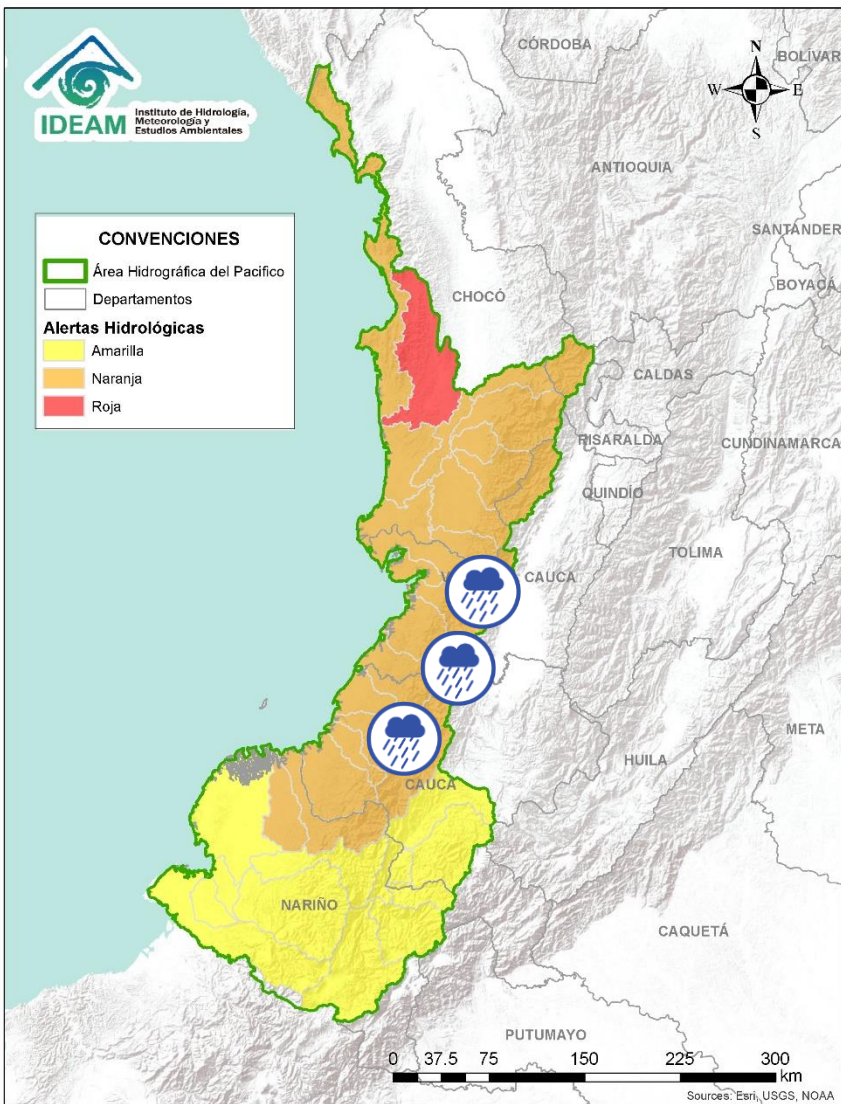 IDEAM
Instituto de Hidrología,
Meteorología y
Estudios Ambientales
N
W
E
S
CÓRDOBA
BOLÍVAR
ANTIOQUIA
SANTANDER
BOYACÁ
CONVENCIONES
Área Hidrográfica del Pacifico
Departamentos
Alertas Hidrológicas
Amarilla
Naranja
Roja
CHOCÓ
CALDAS
RISARALDA
CUNDINAMARCA
QUINDÍO
TOLIMA
CAUCA
META
HUILA
CAUCA
NARIÑO
CAQUETÁ
PUTUMAYO
0 37.5 75 150 225 300
km
Sources: Esri, USGS, NOAA